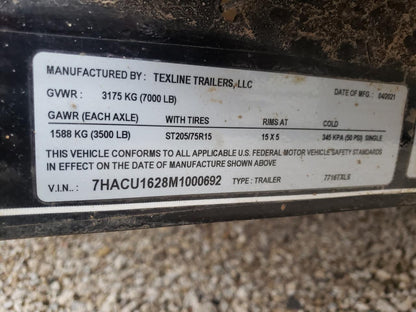 MANUFACTURED BY: TEXLINE TRAILERS, LLC
GVWR: 3175 KG (7000 LB) DATE OF MFG.: 04/2021
GAWR (EACH AXLE) WITH TIRES RIMS AT COLD
1588 KG (3500 LB) ST205/75R15 15 X 5 345 KPA (50 PSI) SINGLE
THIS VEHICLE CONFORMS TO ALL APPLICABLE U.S. FEDERAL MOTOR VEHICLE SAFETY STANDARDS
IN EFFECT ON THE DATE OF MANUFACTURE SHOWN ABOVE
V.I.N..: 7HACU1628M1000692 TYPE: TRAILER 7716TXLS